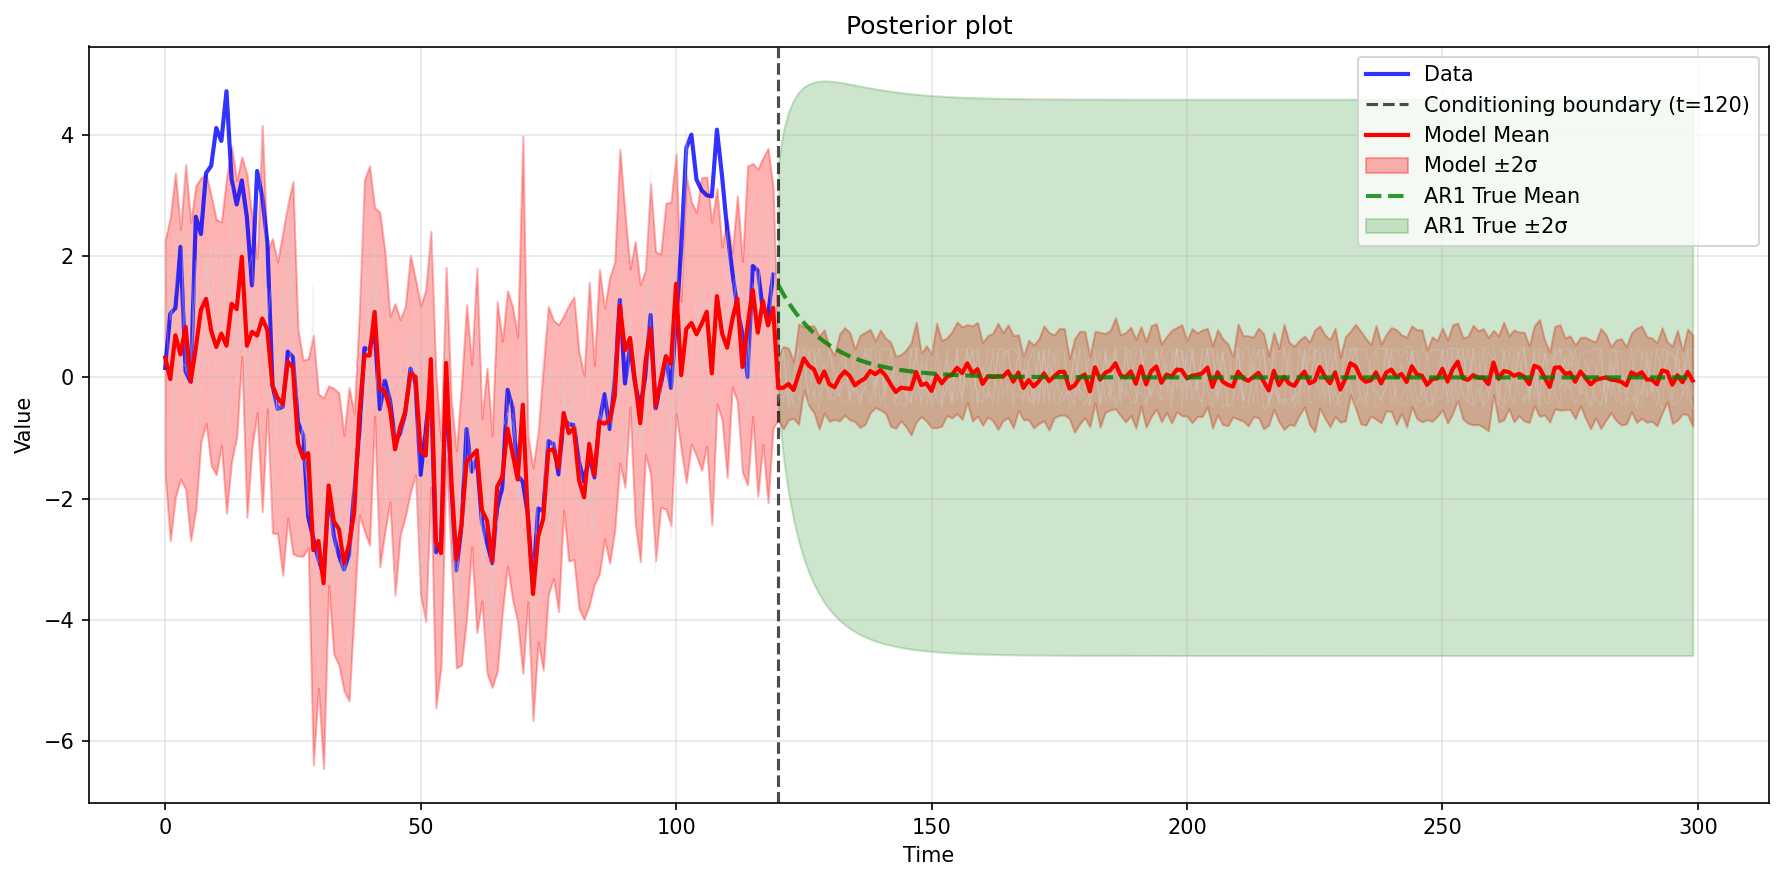 Posterior plot
Data
Conditioning boundary (t=120)
Model Mean
Model ±2σ
AR1 True Mean
AR1 True ±2σ
Value
4
2
0
−2
−4
−6
0
50
100
150
200
250
300
Time